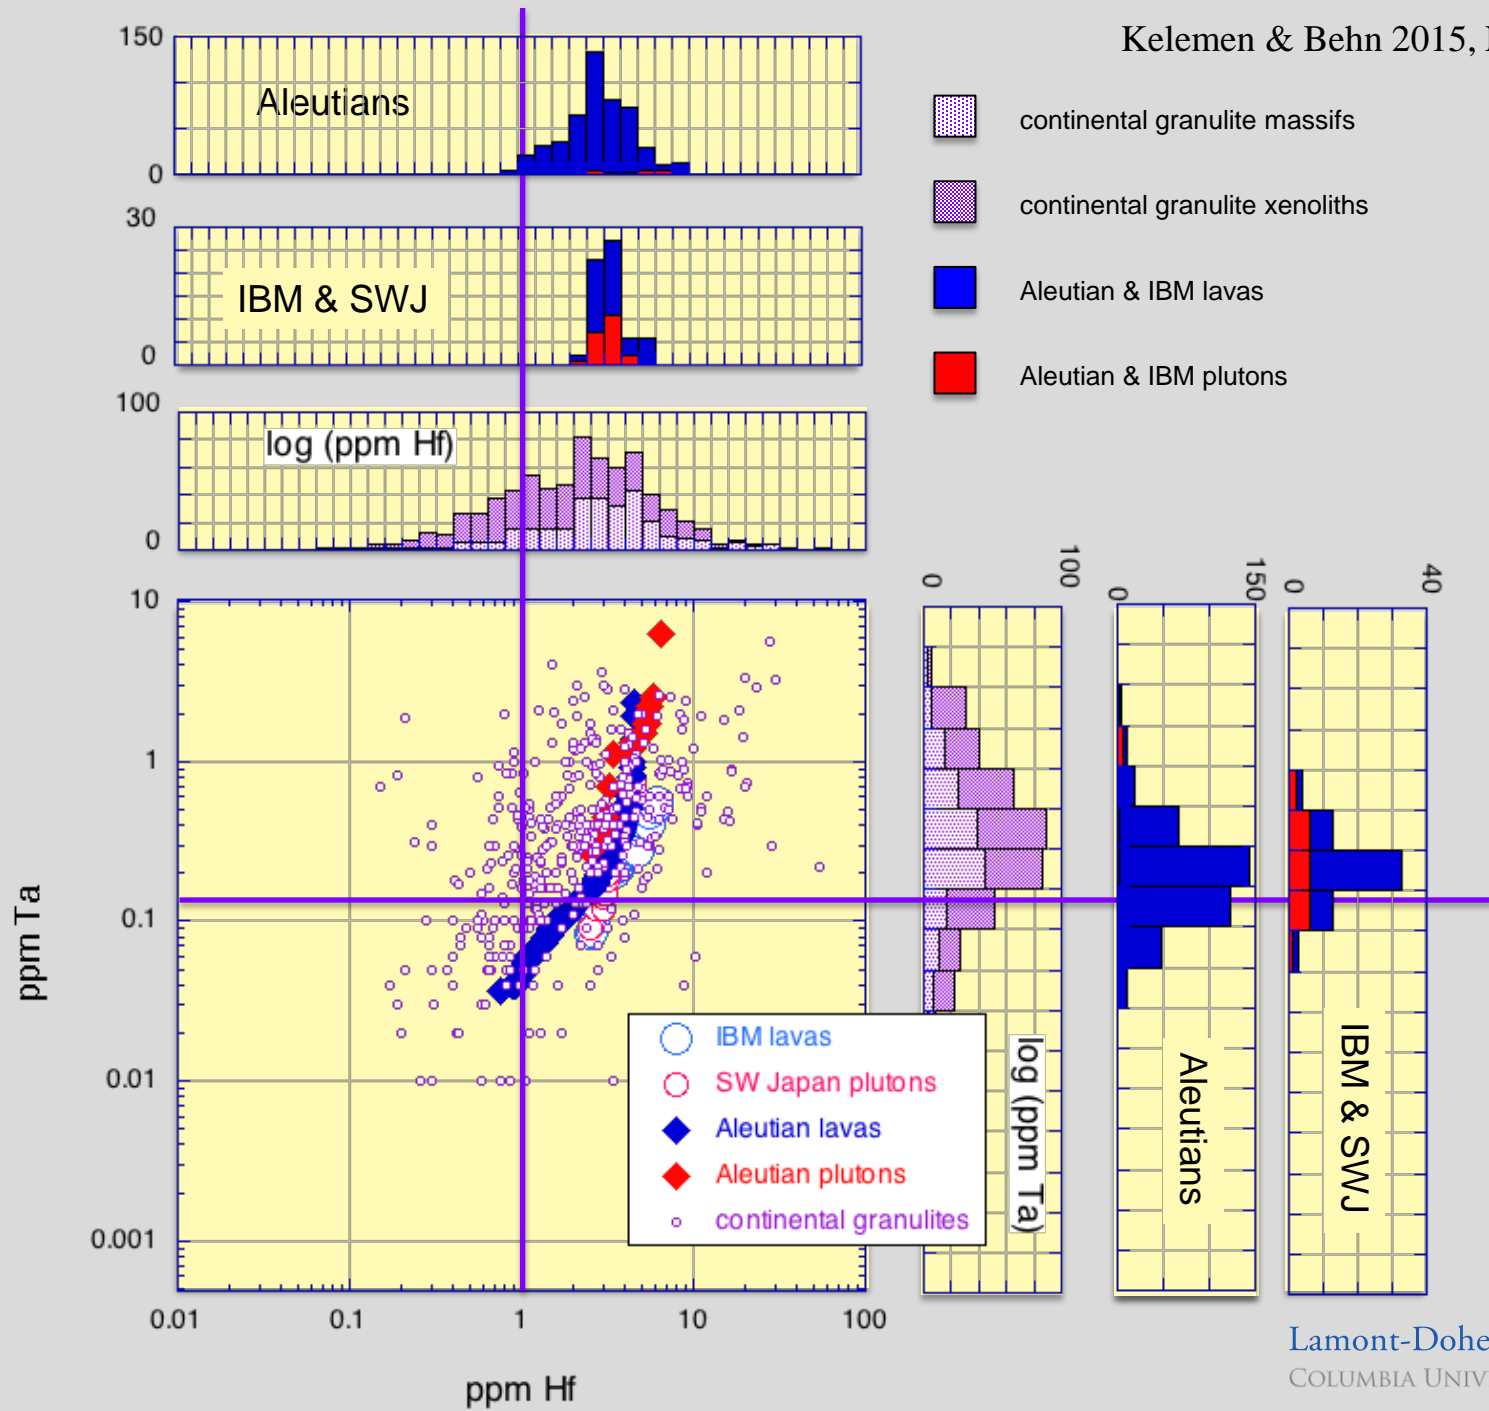 Kelemen & Behn 2015,
150
Aleutians
0
30
IBM & SWJ
0
100
log (ppm Hf)
0
continental granulite massifs
continental granulite xenoliths
Aleutian & IBM lavas
Aleutian & IBM plutons
10
1
0.1
0.01
0.001
ppm Ta
0.01
0.1
1
10
100
ppm Hf
IBM lavas
SW Japan plutons
Aleutian lavas
Aleutian plutons
continental granulites
0
100
log (ppm Ta)
0
150
Aleutians
0
40
IBM & SWJ
Lamont-Dohe
COLUMBIA UNIV